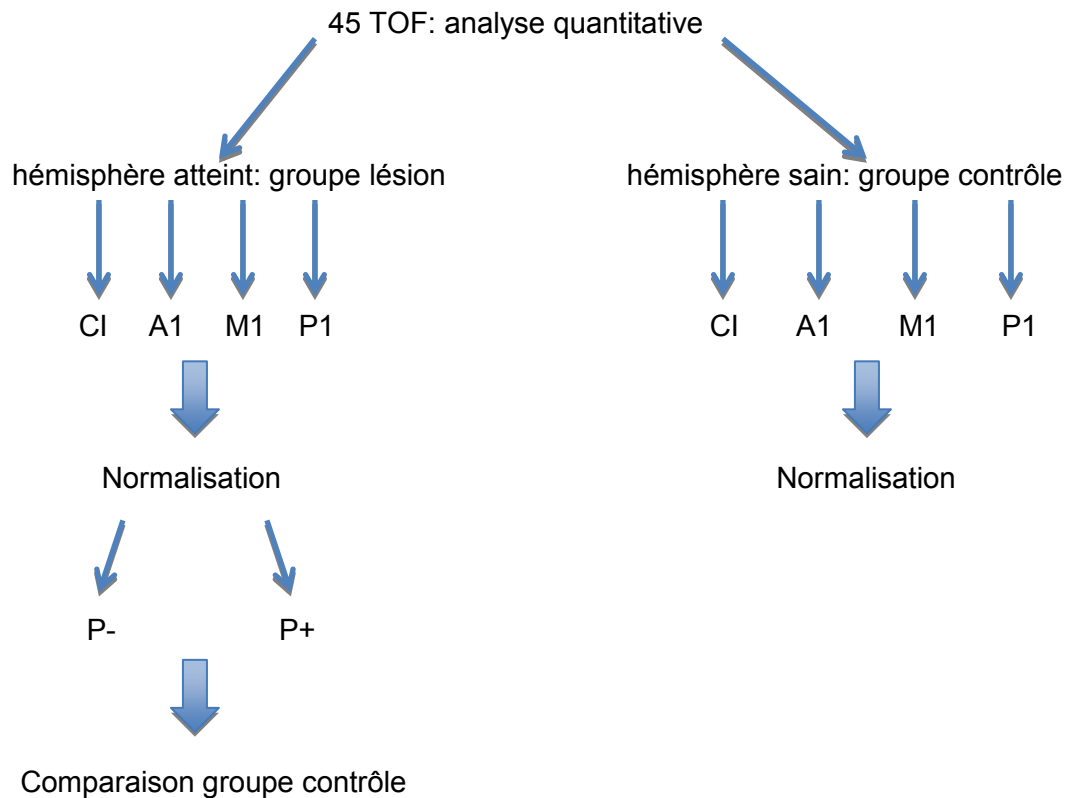 45 TOF: analyse quantitative
hémisphère atteint: groupe lésion
hémisphère sain: groupe contrôle
CI A1 M1 P1
CI A1 M1 P1
Normalisation
Normalisation
P- P+
Comparaison groupe contrôle